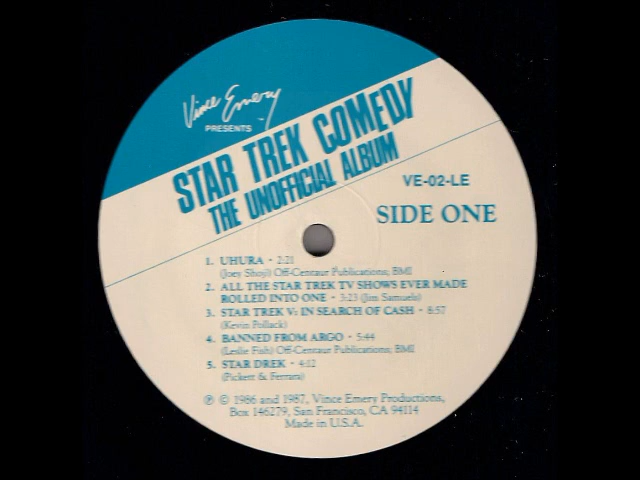 Vince Emery
PRESENTS
STAR TREK COMEDY
THE UNOFFICIAL ALBUM
VE-02-LE
SIDE ONE
1. UHURA • 2:21
(Joey Shoji) Off-Centaur Publications; BMI
2. ALL THE STAR TREK TV SHOWS EVER MADE
ROLLED INTO ONE • 3:23 (Jim Samuels)
3. STAR TREK V: IN SEARCH OF CASH • 8:57
(Kevin Pollack)
4. BANNED FROM ARGO • 5:44
(Leslie Fish) Off-Centaur Publications; BMI
5. STAR DREK • 4:12
(Pickett & Ferrara)
℗ © 1986 and 1987, Vince Emery Productions,
Box 146279, San Francisco, CA 94114
Made in U.S.A.